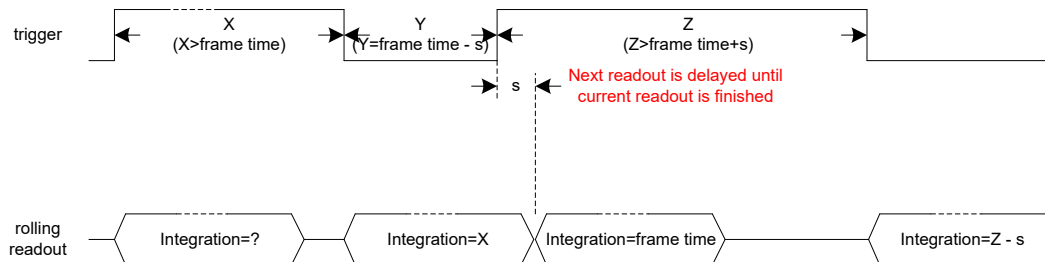 X
(X>frame time)
Y
(Y=frame time - s)
Z
(Z>frame time+s)
trigger
s
Next readout is delayed until
current readout is finished
rolling
readout
Integration=?
Integration=X
Integration=frame time
Integration=Z - s